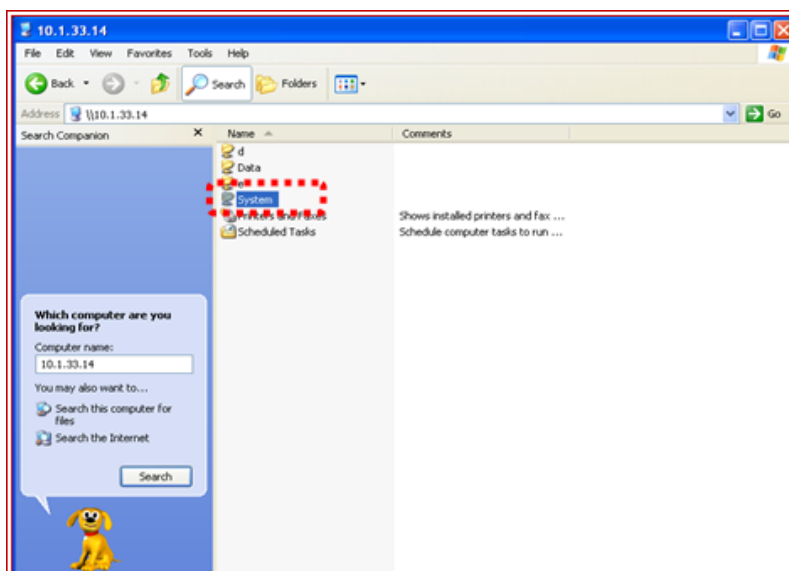 10.1.33.14
File Edit View Favorites Tools Help
Back Search Folders
Address \\10.1.33.14 Go
Search Companion
Name Comments
d
Data
e
System
Printers and Faxes Shows installed printers and fax ...
Scheduled Tasks Schedule computer tasks to run ...
Which computer are you
looking for?
Computer name:
10.1.33.14
You may also want to...
Search this computer for
files
Search the Internet
Search